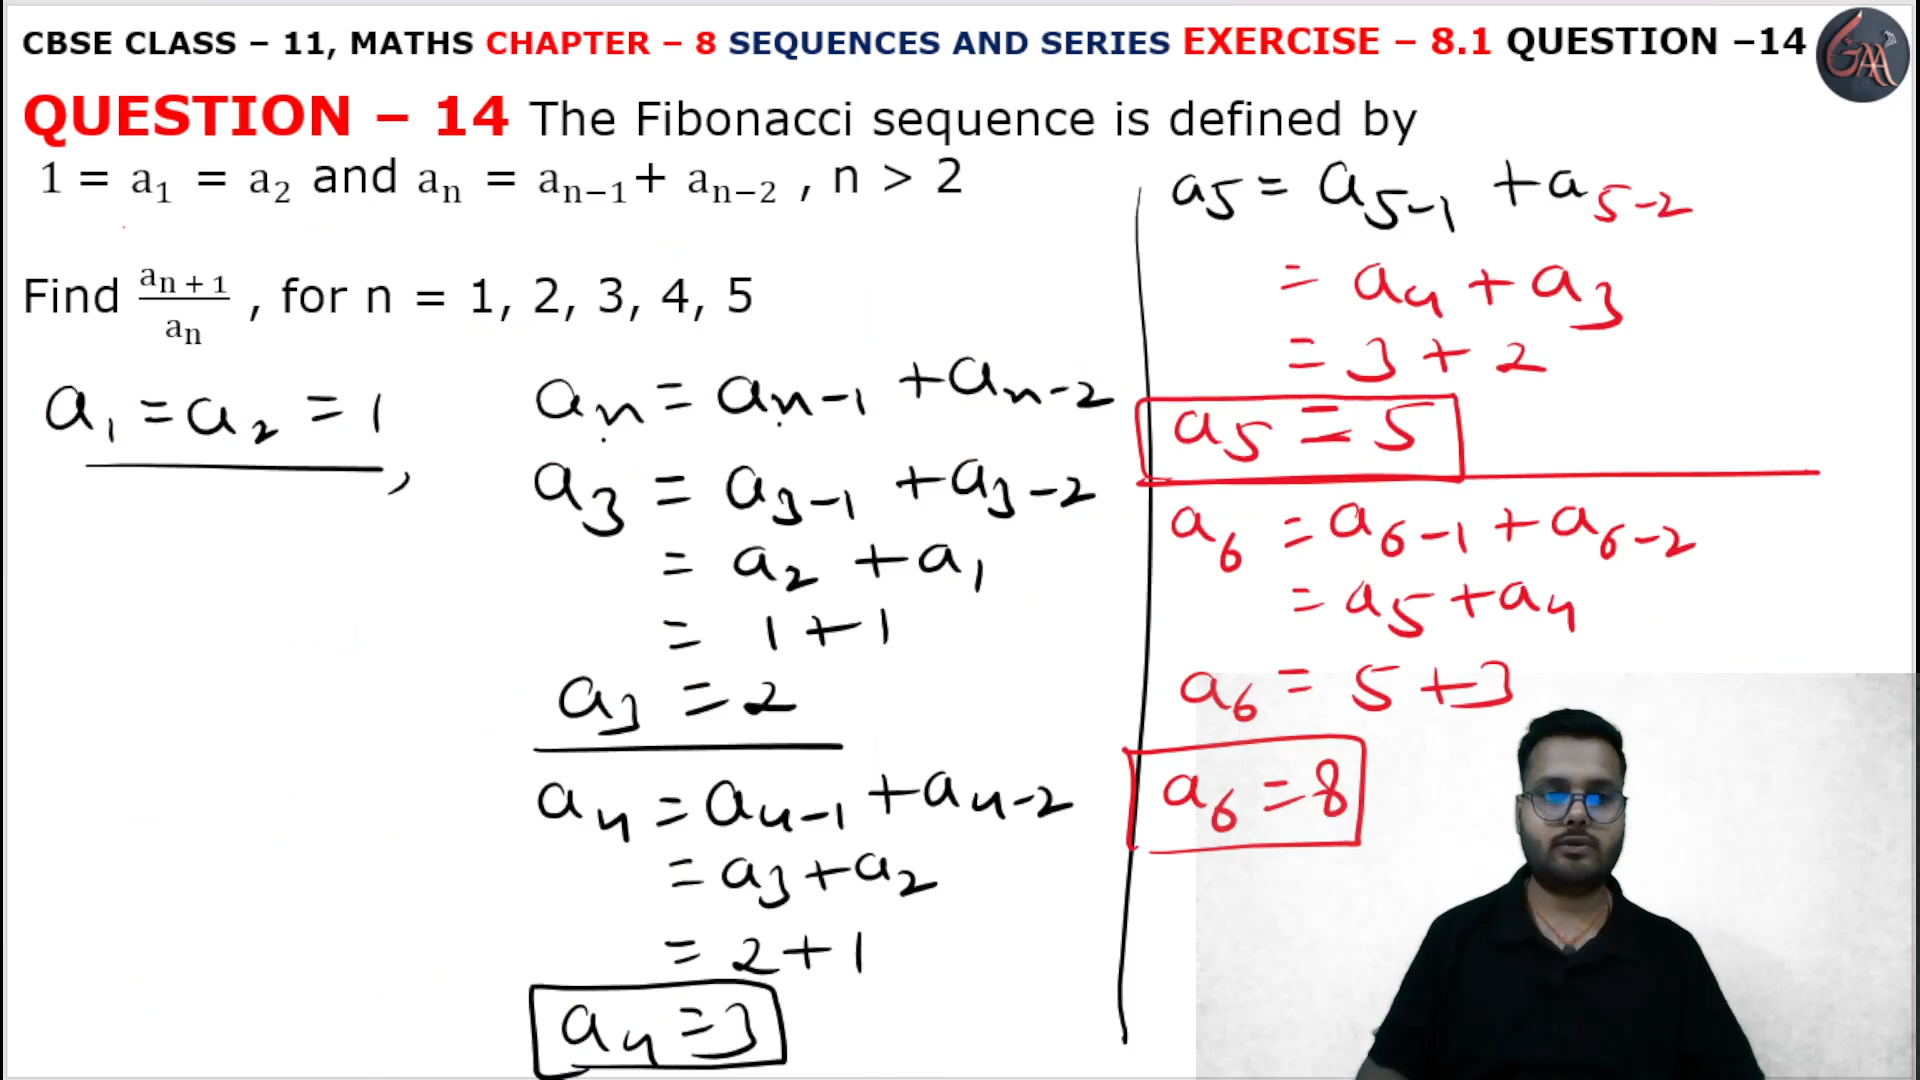 CBSE CLASS – 11, MATHS CHAPTER – 8 SEQUENCES AND SERIES EXERCISE – 8.1 QUESTION –14
QUESTION – 14 The Fibonacci sequence is defined by
1 = a₁ = a₂ and aₙ = aₙ₋₁+ aₙ₋₂ , n > 2
Find aₙ₊₁/aₙ , for n = 1, 2, 3, 4, 5
a₁ = a₂ = 1,
aₙ = aₙ₋₁ + aₙ₋₂
a₃ = a₃₋₁ + a₃₋₂
= a₂ + a₁
= 1 + 1
a₃ = 2
a₄ = a₄₋₁ + a₄₋₂
= a₃ + a₂
= 2 + 1
a₄ = 3
a₅ = a₅₋₁ + a₅₋₂
= a₄ + a₃
= 3 + 2
a₅ = 5
a₆ = a₆₋₁ + a₆₋₂
= a₅ + a₄
a₆ = 5 + 3
a₆ = 8